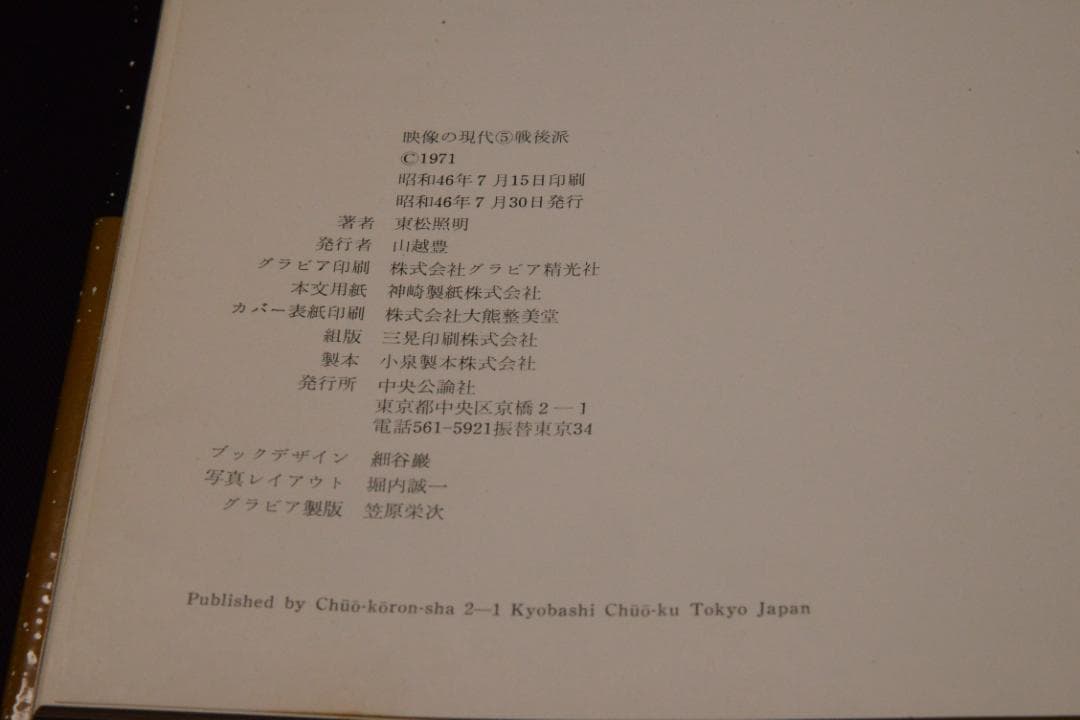 映像の現代⑤戦後派
©1971
昭和46年7月15日印刷
昭和46年7月30日発行
著者 東松照明
発行者 山越豊
グラビア印刷 株式会社グラビア精光社
本文用紙 神崎製紙株式会社
カバー表紙印刷 株式会社大熊整美堂
組版 三晃印刷株式会社
製本 小泉製本株式会社
発行所 中央公論社
東京都中央区京橋2―1
電話561-5921振替東京34
ブックデザイン 細谷巖
写真レイアウト 堀内誠一
グラビア製版 笠原栄次
Published by Chūō-kōron-sha 2—1 Kyobashi Chūō-ku Tokyo Japan